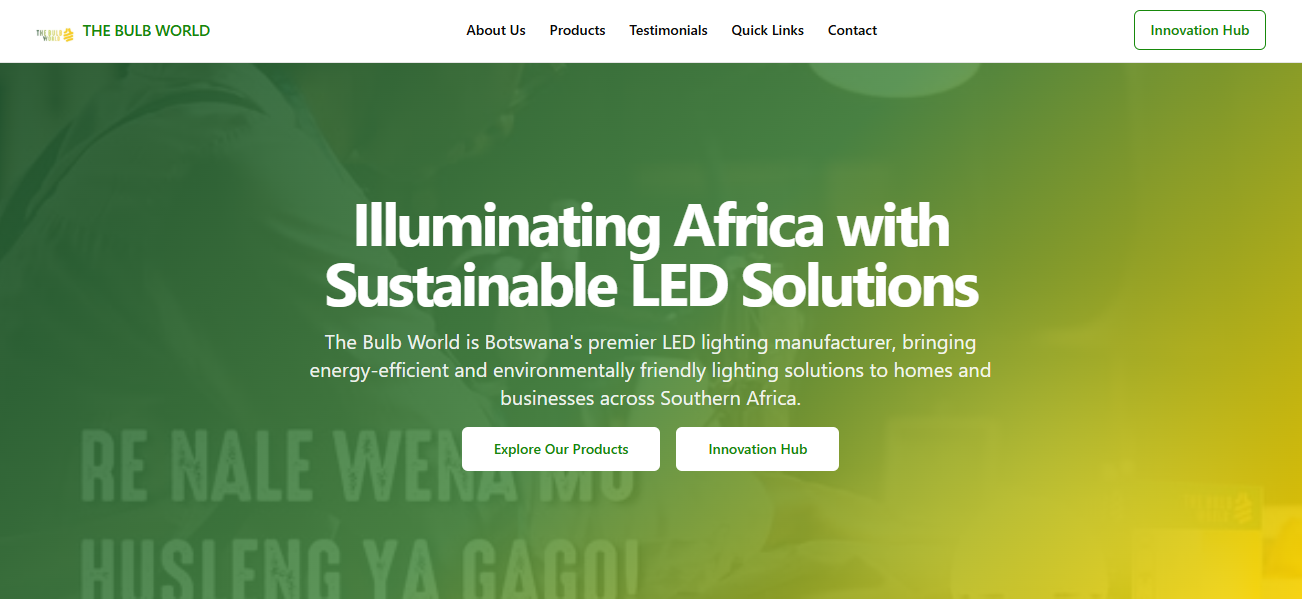 THE BULB
WORLD
THE BULB WORLD
About Us
Products
Testimonials
Quick Links
Contact
Innovation Hub
Illuminating Africa with
Sustainable LED Solutions
The Bulb World is Botswana's premier LED lighting manufacturer, bringing
energy-efficient and environmentally friendly lighting solutions to homes and
businesses across Southern Africa.
Explore Our Products
Innovation Hub
RE NALE WENA MO
HUSLENG YA GAGO!